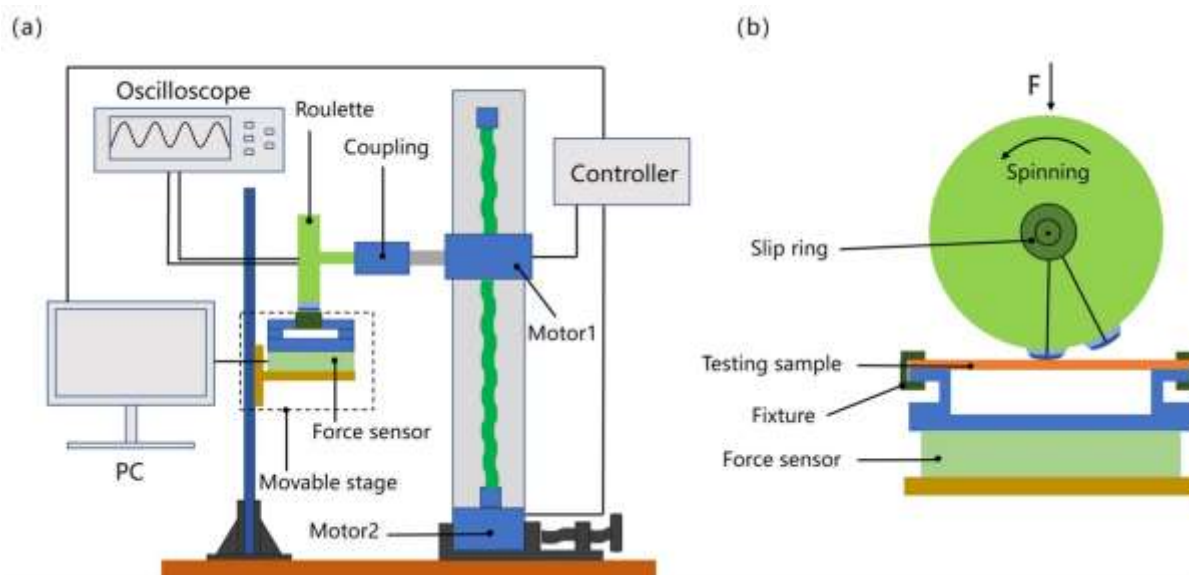 (a)
Oscilloscope
Roulette
Coupling
Controller
Motor1
Force sensor
PC
Movable stage
Motor2
(b)
F
Spinning
Slip ring
Testing sample
Fixture
Force sensor